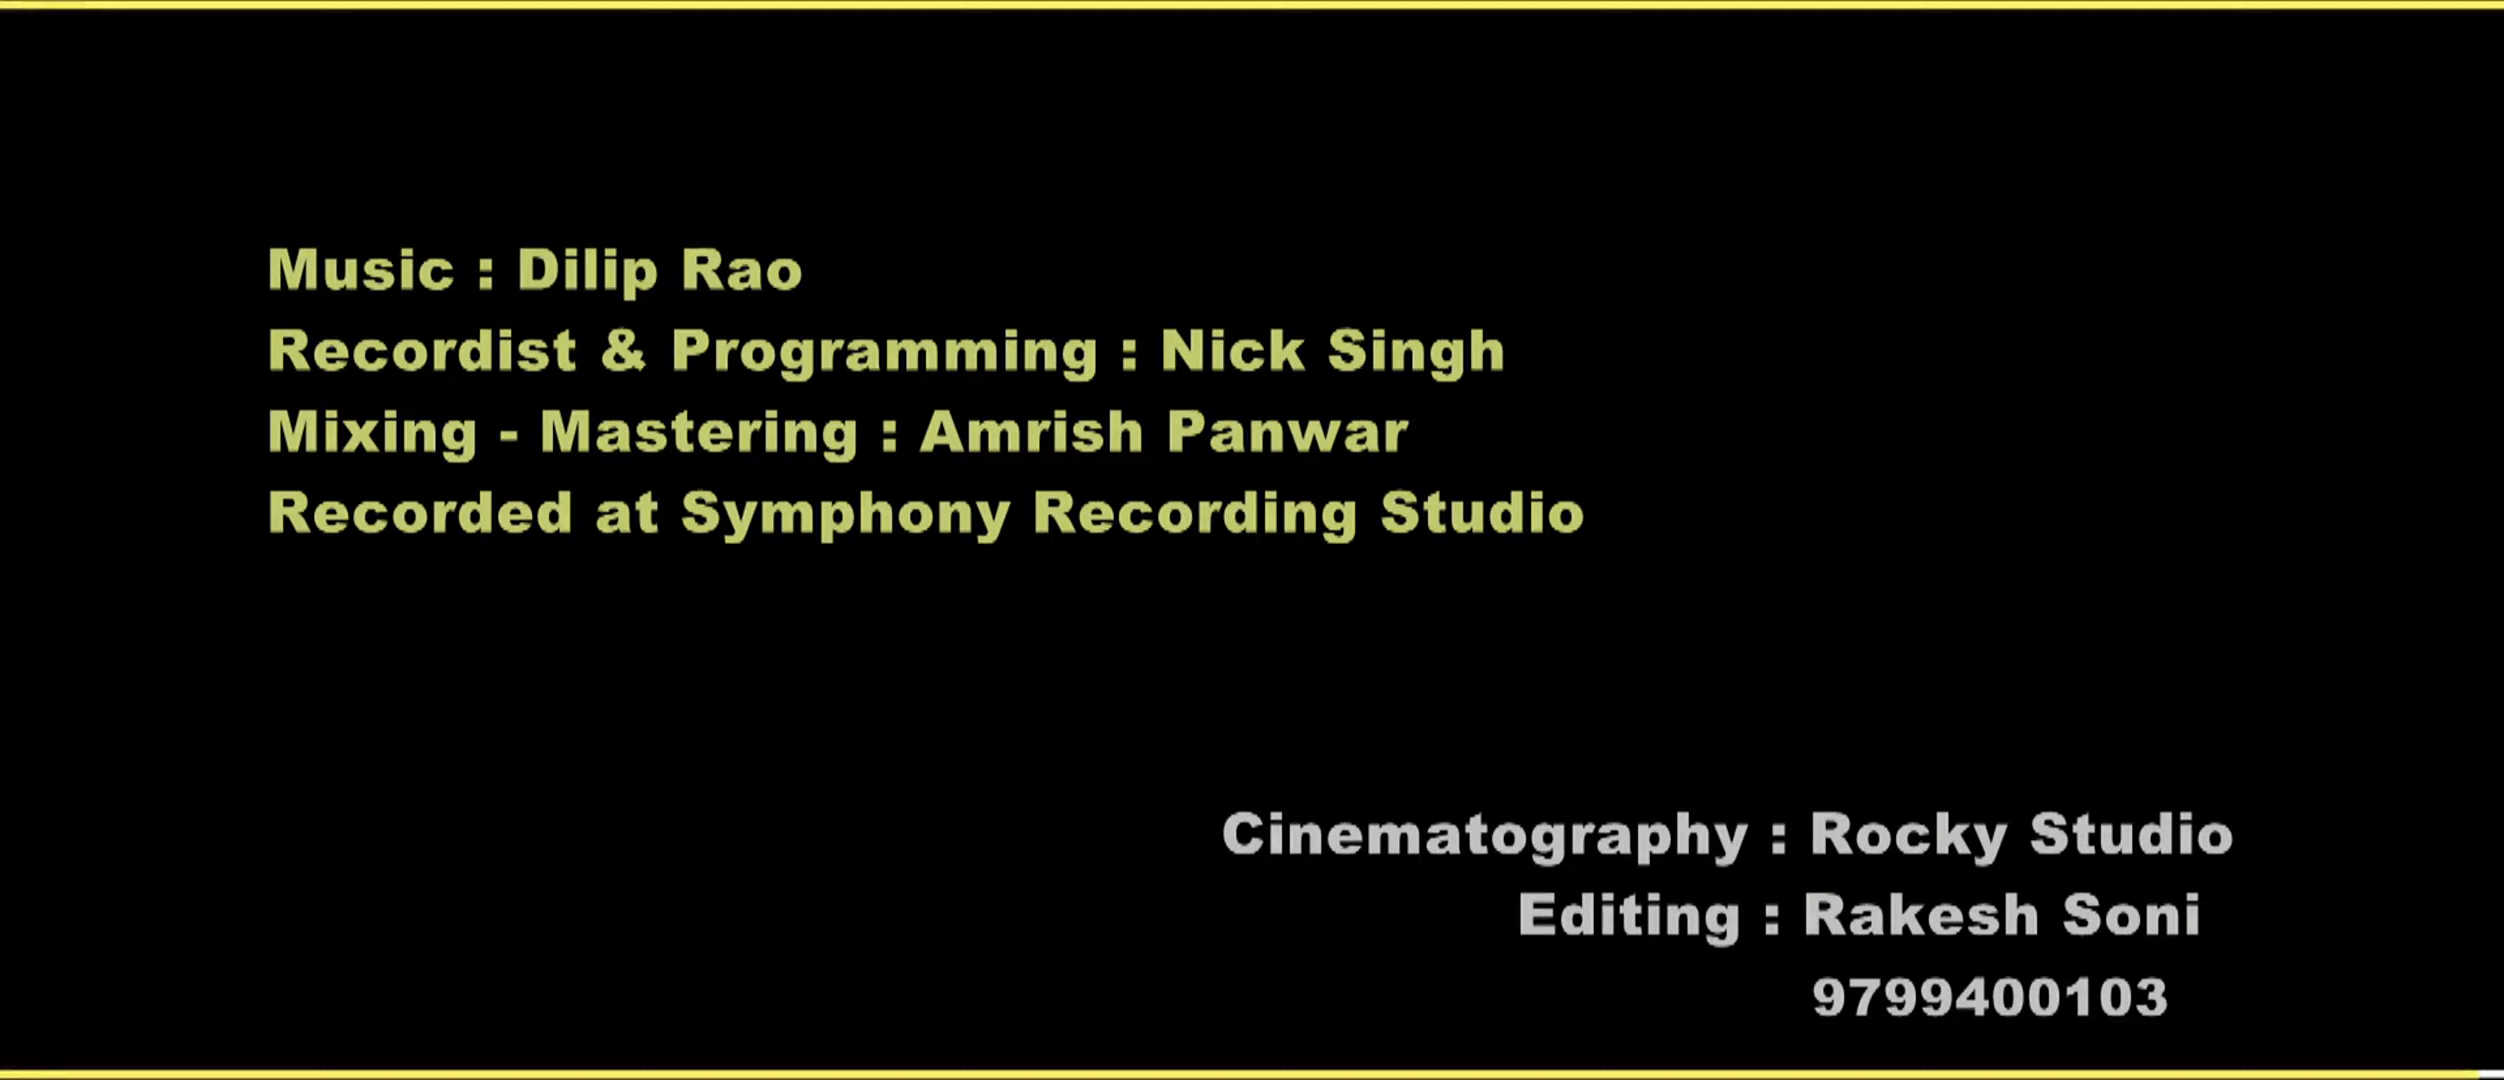 Music : Dilip Rao
Recordist & Programming : Nick Singh
Mixing - Mastering : Amrish Panwar
Recorded at Symphony Recording Studio
Cinematography : Rocky Studio
Editing : Rakesh Soni
9799400103